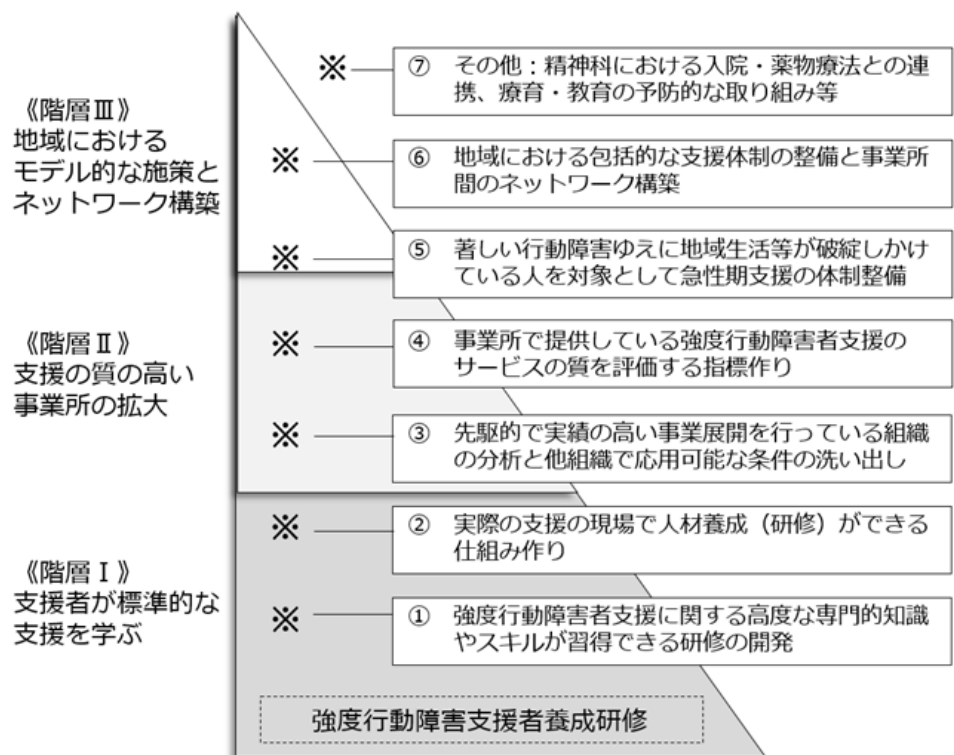 《階層Ⅲ》
地域における
モデル的な施策と
ネットワーク構築
※
⑦ その他：精神科における入院・薬物療法との連
携、療育・教育の予防的な取り組み等
※
⑥ 地域における包括的な支援体制の整備と事業所
間のネットワーク構築
※
⑤ 著しい行動障害ゆえに地域生活等が破綻しかけ
ている人を対象として急性期支援の体制整備
《階層Ⅱ》
支援の質の高い
事業所の拡大
※
④ 事業所で提供している強度行動障害者支援の
サービスの質を評価する指標作り
※
③ 先駆的で実績の高い事業展開を行っている組織
の分析と他組織で応用可能な条件の洗い出し
《階層Ⅰ》
支援者が標準的な
支援を学ぶ
※
② 実際の支援の現場で人材養成（研修）ができる
仕組み作り
※
① 強度行動障害者支援に関する高度な専門的知識
やスキルが習得できる研修の開発
強度行動障害支援者養成研修